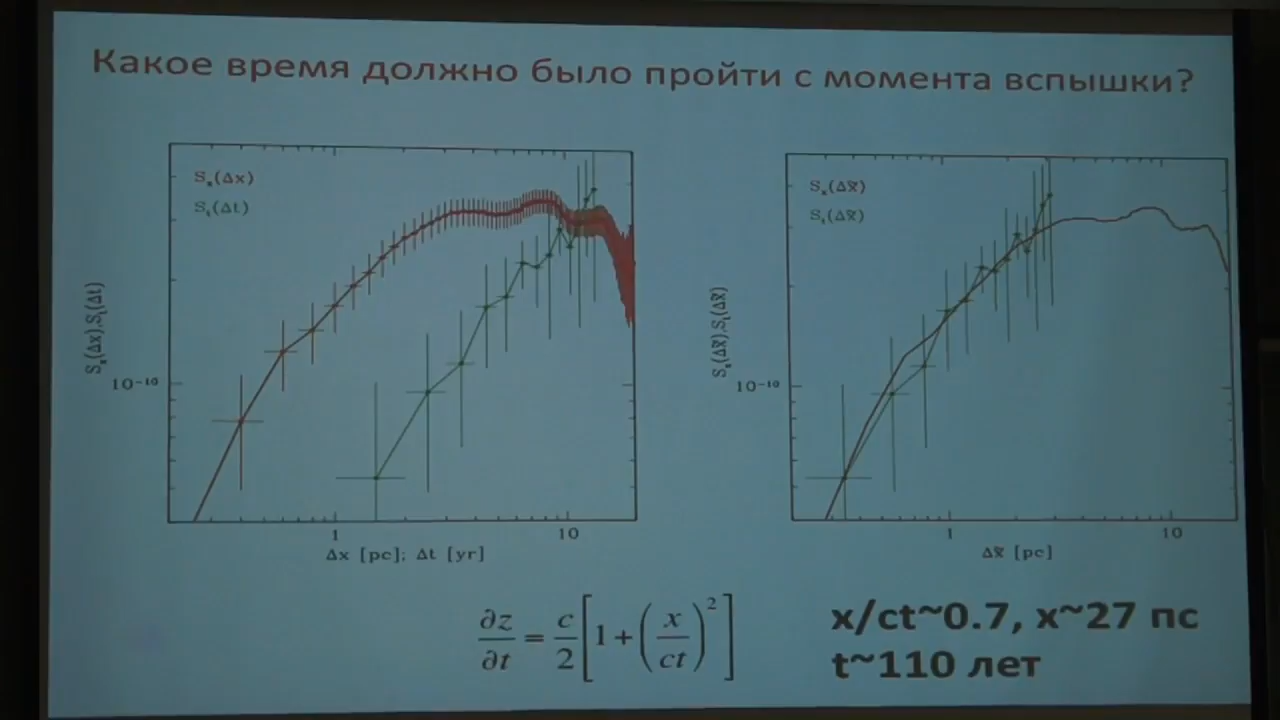 Какое время должно было пройти с момента вспышки?
Sₓ(Δx)
Sₜ(Δt)
Sₓ(Δx),Sₜ(Δt)
10⁻¹⁰
1
10
Δx [pc]; Δt [yr]
Sₓ(Δx̃)
Sₜ(Δx̃)
Sₓ(Δx̃),Sₜ(Δx̃)
10⁻¹⁰
1
10
Δx̃ [pc]
∂z/∂t = c/2 [1 + (x/ct)²]
x/ct~0.7, x~27 пс
t~110 лет